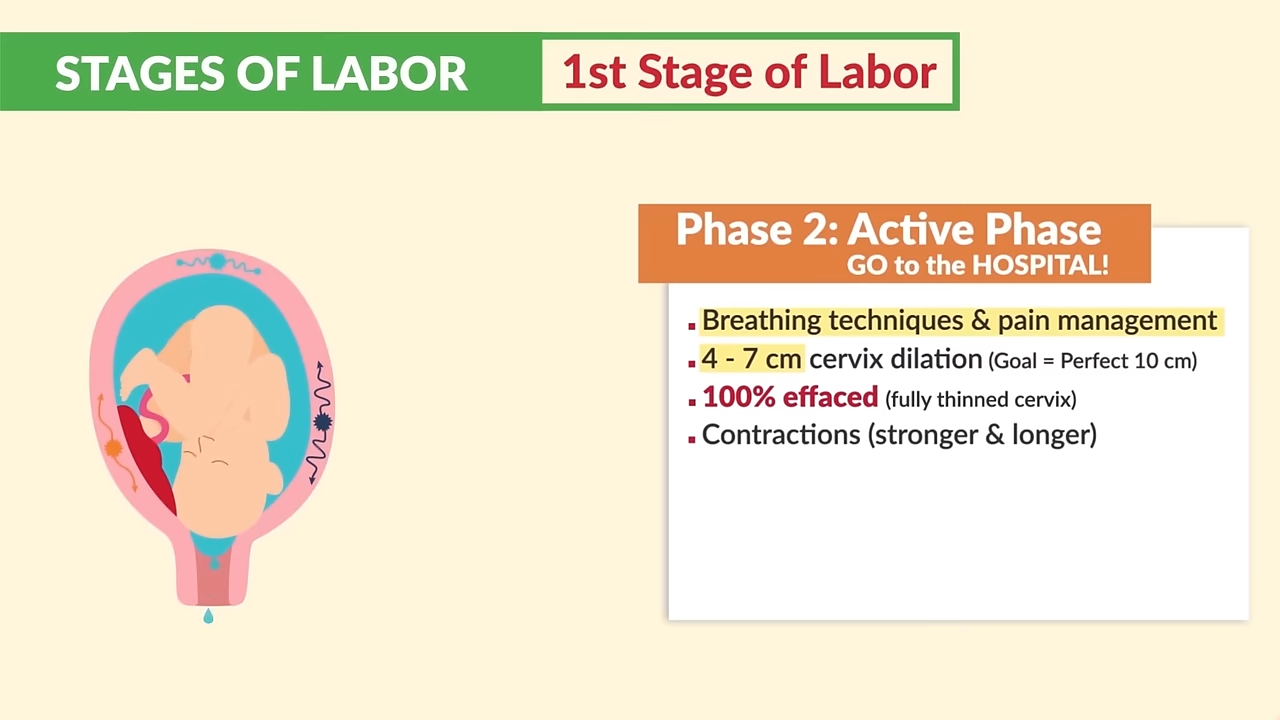 STAGES OF LABOR
1st Stage of Labor
Phase 2: Active Phase
GO to the HOSPITAL!
Breathing techniques & pain management
4 - 7 cm cervix dilation (Goal = Perfect 10 cm)
100% effaced (fully thinned cervix)
Contractions (stronger & longer)